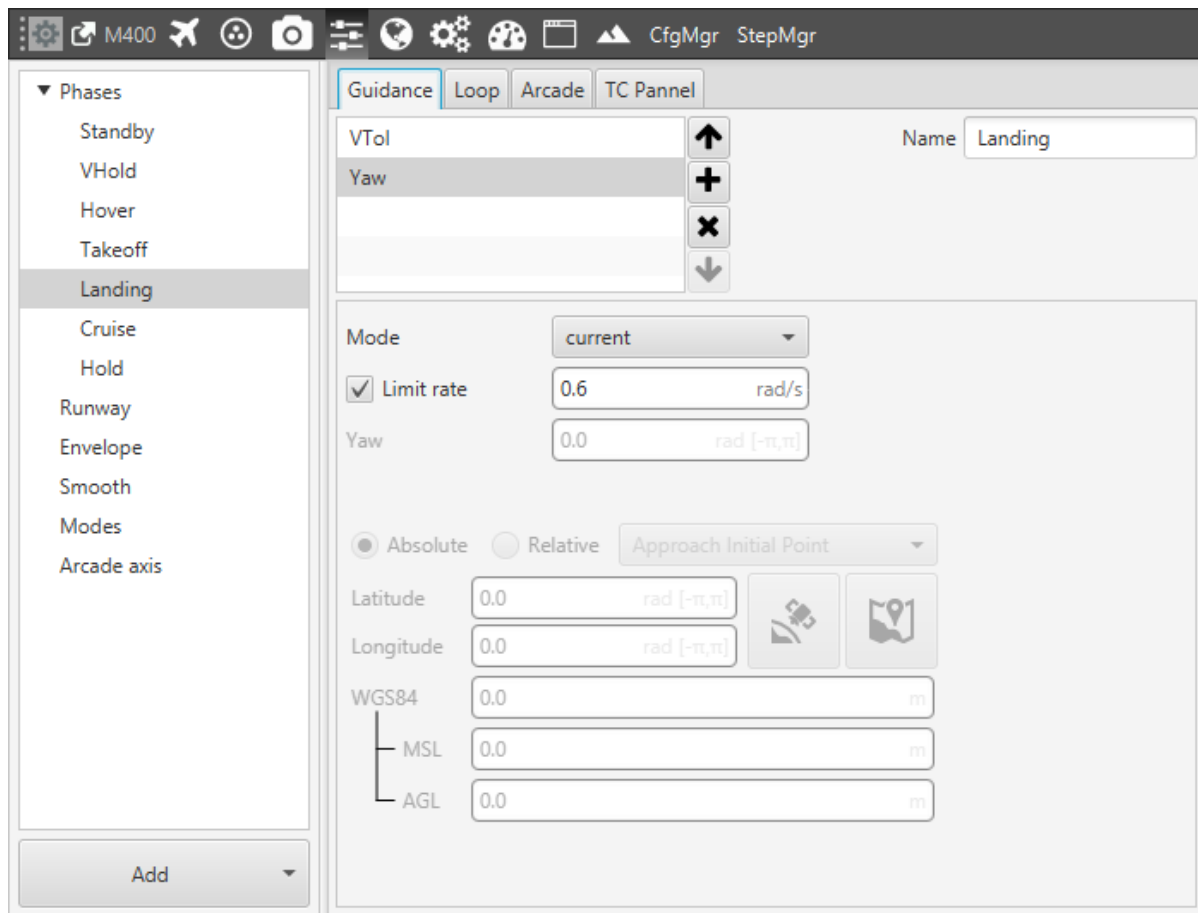 M400 CfgMgr StepMgr
Phases
Standby
VHold
Hover
Takeoff
Landing
Cruise
Hold
Runway
Envelope
Smooth
Modes
Arcade axis
Add
Guidance Loop Arcade TC Pannel
VTol
Yaw
Name Landing
Mode current
Limit rate 0.6 rad/s
Yaw 0.0 rad [-π,π]
Absolute Relative Approach Initial Point
Latitude 0.0 rad [-π,π]
Longitude 0.0 rad [-π,π]
WGS84 0.0 m
MSL 0.0 m
AGL 0.0 m